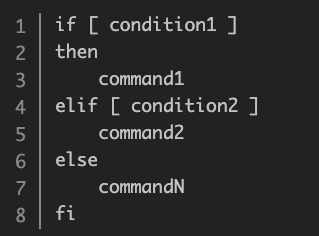 1 if [ condition1 ]
2 then
3     command1
4 elif [ condition2 ]
5     command2
6 else
7     commandN
8 fi